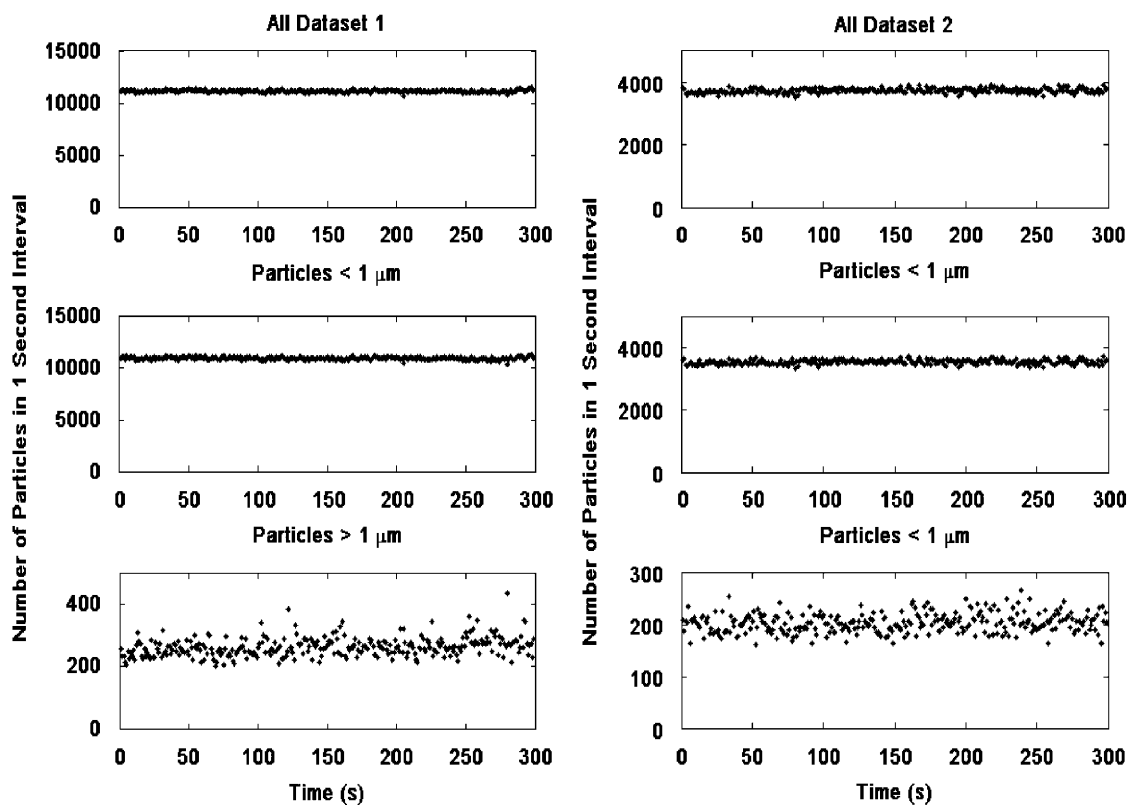 All Dataset 1
15000
10000
5000
0
0 50 100 150 200 250 300
Particles < 1 μm
15000
10000
5000
0
0 50 100 150 200 250 300
Particles > 1 μm
400
200
0
0 50 100 150 200 250 300
Time (s)
Number of Particles in 1 Second Interval
All Dataset 2
4000
2000
0
0 50 100 150 200 250 300
Particles < 1 μm
4000
2000
0
0 50 100 150 200 250 300
Particles < 1 μm
300
200
100
0
0 50 100 150 200 250 300
Time (s)
Number of Particles in 1 Second Interval